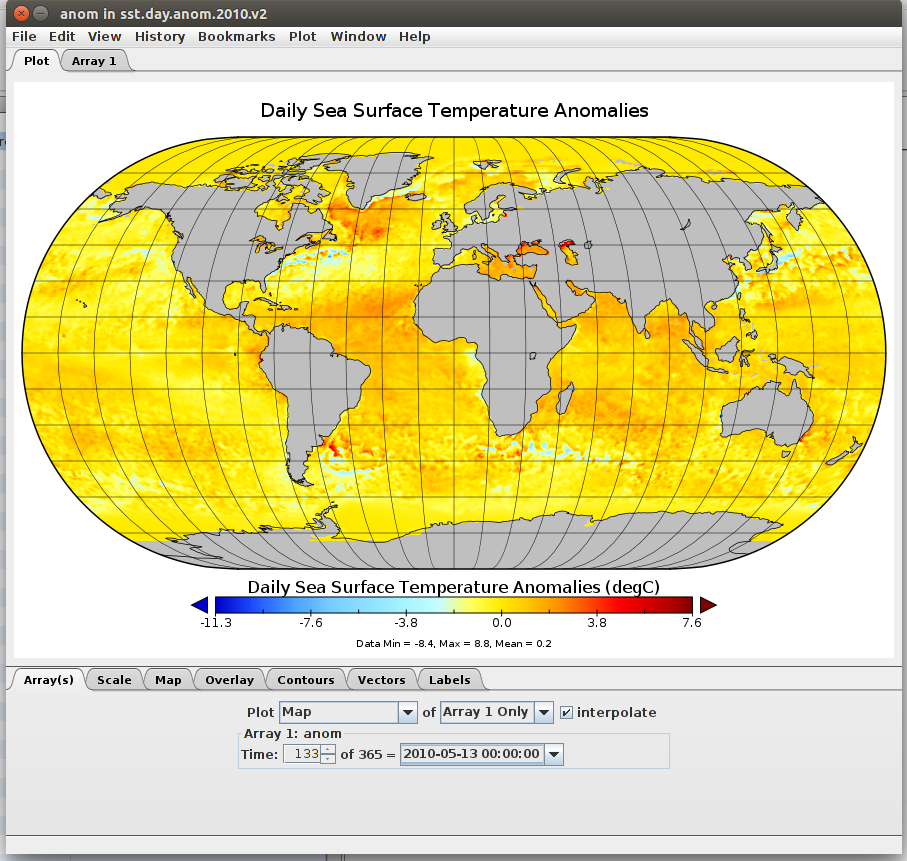 anom in sst.day.anom.2010.v2
File Edit View History Bookmarks Plot Window Help
Plot Array 1
Daily Sea Surface Temperature Anomalies
Daily Sea Surface Temperature Anomalies (degC)
-11.3 -7.6 -3.8 0.0 3.8 7.6
Data Min = -8.4, Max = 8.8, Mean = 0.2
Array(s) Scale Map Overlay Contours Vectors Labels
Plot Map of Array 1 Only interpolate
Array 1: anom
Time: 133 of 365 = 2010-05-13 00:00:00